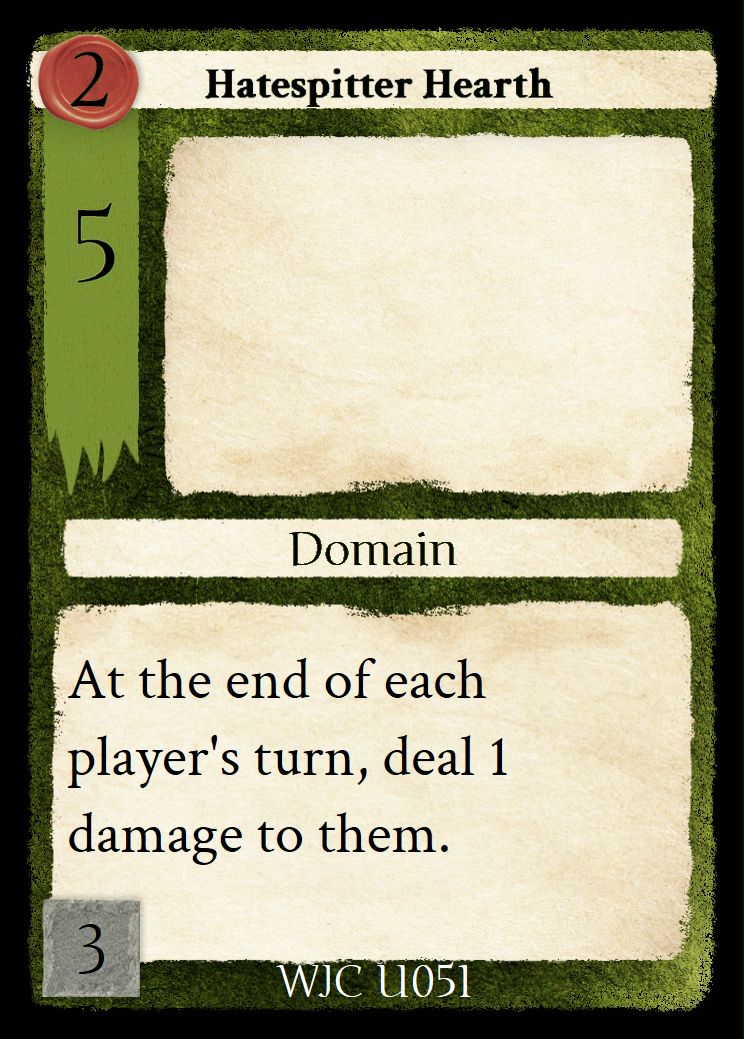 2
Hatespitter Hearth
5
Domain
At the end of each
player's turn, deal 1
damage to them.
3
WJC U051